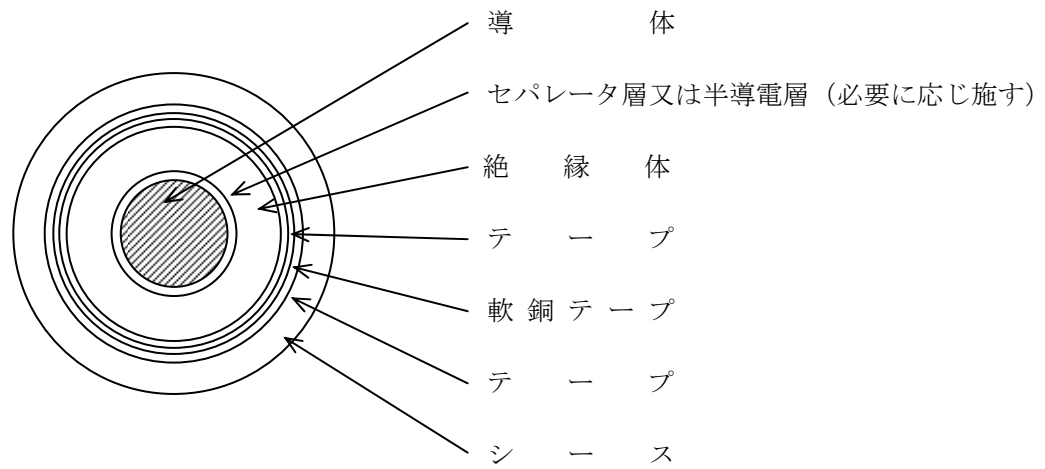 導体
セパレータ層又は半導電層（必要に応じ施す）
絶縁体
テープ
軟銅テープ
テープ
シース